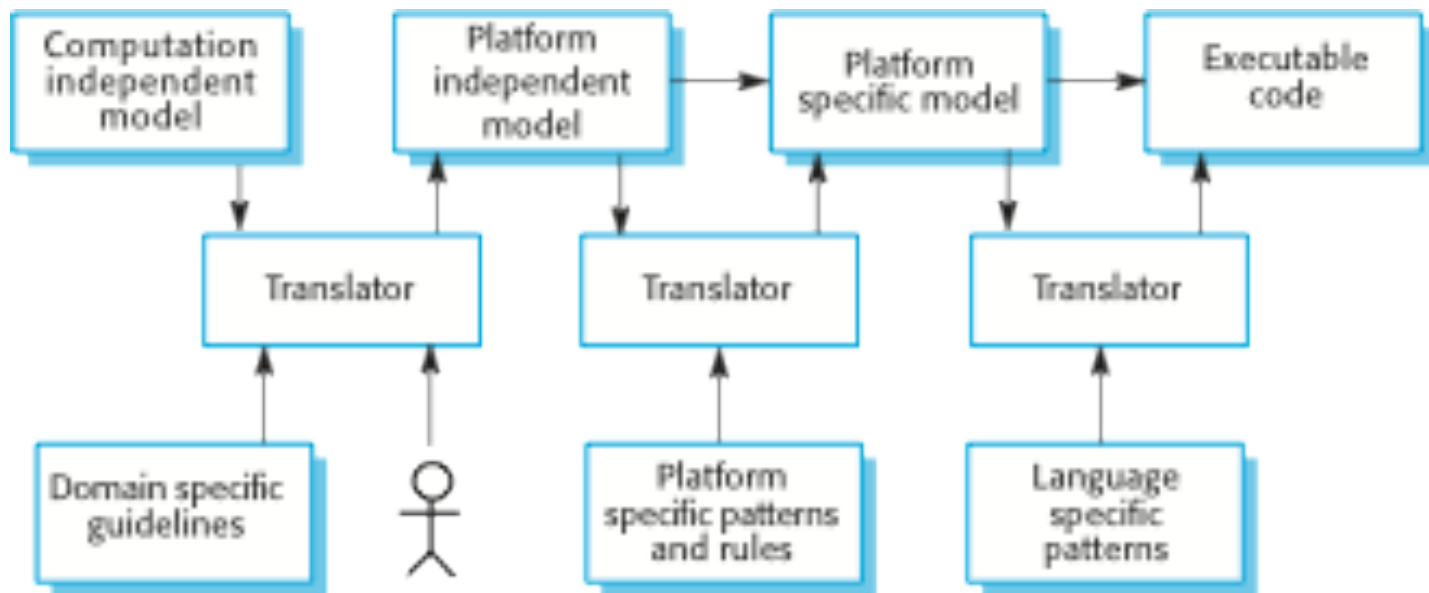 Computation
independent
model
Platform
independent
model
Platform
specific model
Executable
code
Translator
Translator
Translator
Domain specific
guidelines
Platform
specific patterns
and rules
Language
specific
patterns